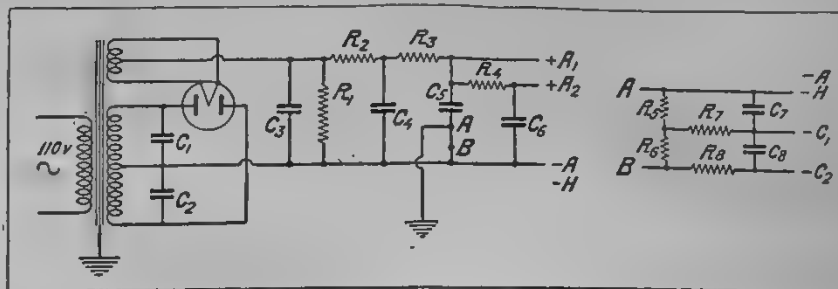 110V
C1
C2
C3
R1
R2
C4
R3
C5
A
B
R4
C6
+A1
+A2
-A
-H
A
B
R5
R6
R7
R8
C7
C8
-A
-H
-C1
-C2